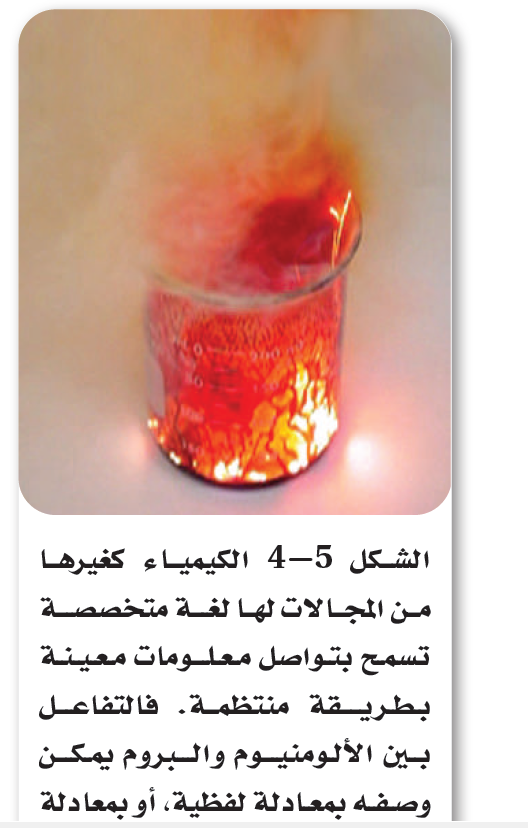 الشكل 5–4 الكيمياء كغيرها
من المجالات لها لغة متخصصة
تسمح بتواصل معلومات معينة
بطريقة منتظمة. فالتفاعل
بين الألومنيوم والبروم يمكن
وصفه بمعادلة لفظية، أو بمعادلة